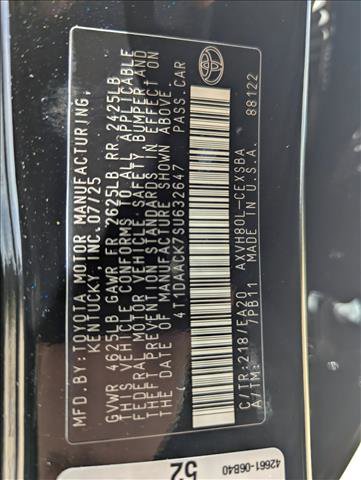 MFD. BY: TOYOTA MOTOR MANUFACTURING,
KENTUCKY, INC. 07/25
GVWR 4625LB GAWR FR 2625LB RR 2425LB
THIS VEHICLE CONFORMS TO ALL APPLICABLE
FEDERAL MOTOR VEHICLE SAFETY, BUMPER AND
THEFT PREVENTION STANDARDS IN EFFECT ON
THE DATE OF MANUFACTURE SHOWN ABOVE.
4T1DAACK7SU632647 PASS.CAR
C/TR:218/EA20 AXVH80L-CEXSBA
A/TM: 7PB11 MADE IN U.S.A. 88122
42661-06B40
52